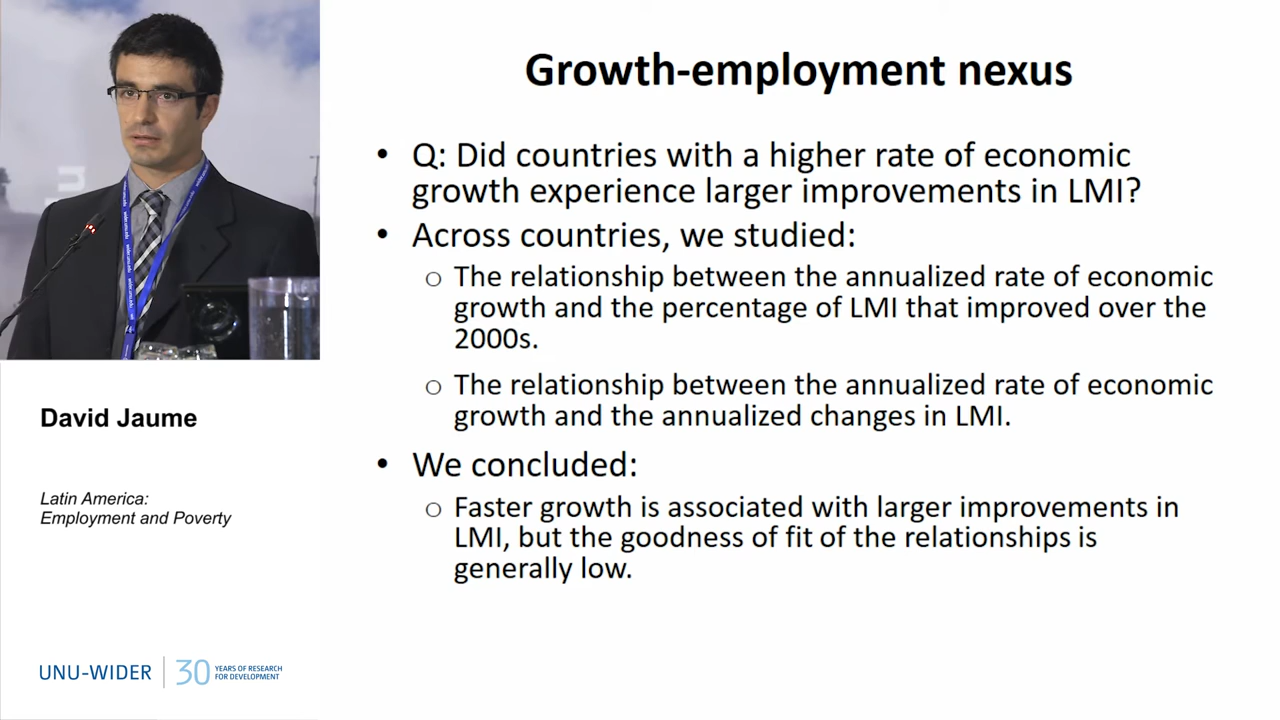 Growth-employment nexus
• Q: Did countries with a higher rate of economic
growth experience larger improvements in LMI?
• Across countries, we studied:
○ The relationship between the annualized rate of economic
growth and the percentage of LMI that improved over the
2000s.
○ The relationship between the annualized rate of economic
growth and the annualized changes in LMI.
• We concluded:
○ Faster growth is associated with larger improvements in
LMI, but the goodness of fit of the relationships is
generally low.
David Jaume
Latin America:
Employment and Poverty
UNU-WIDER
30
YEARS OF RESEARCH
FOR DEVELOPMENT